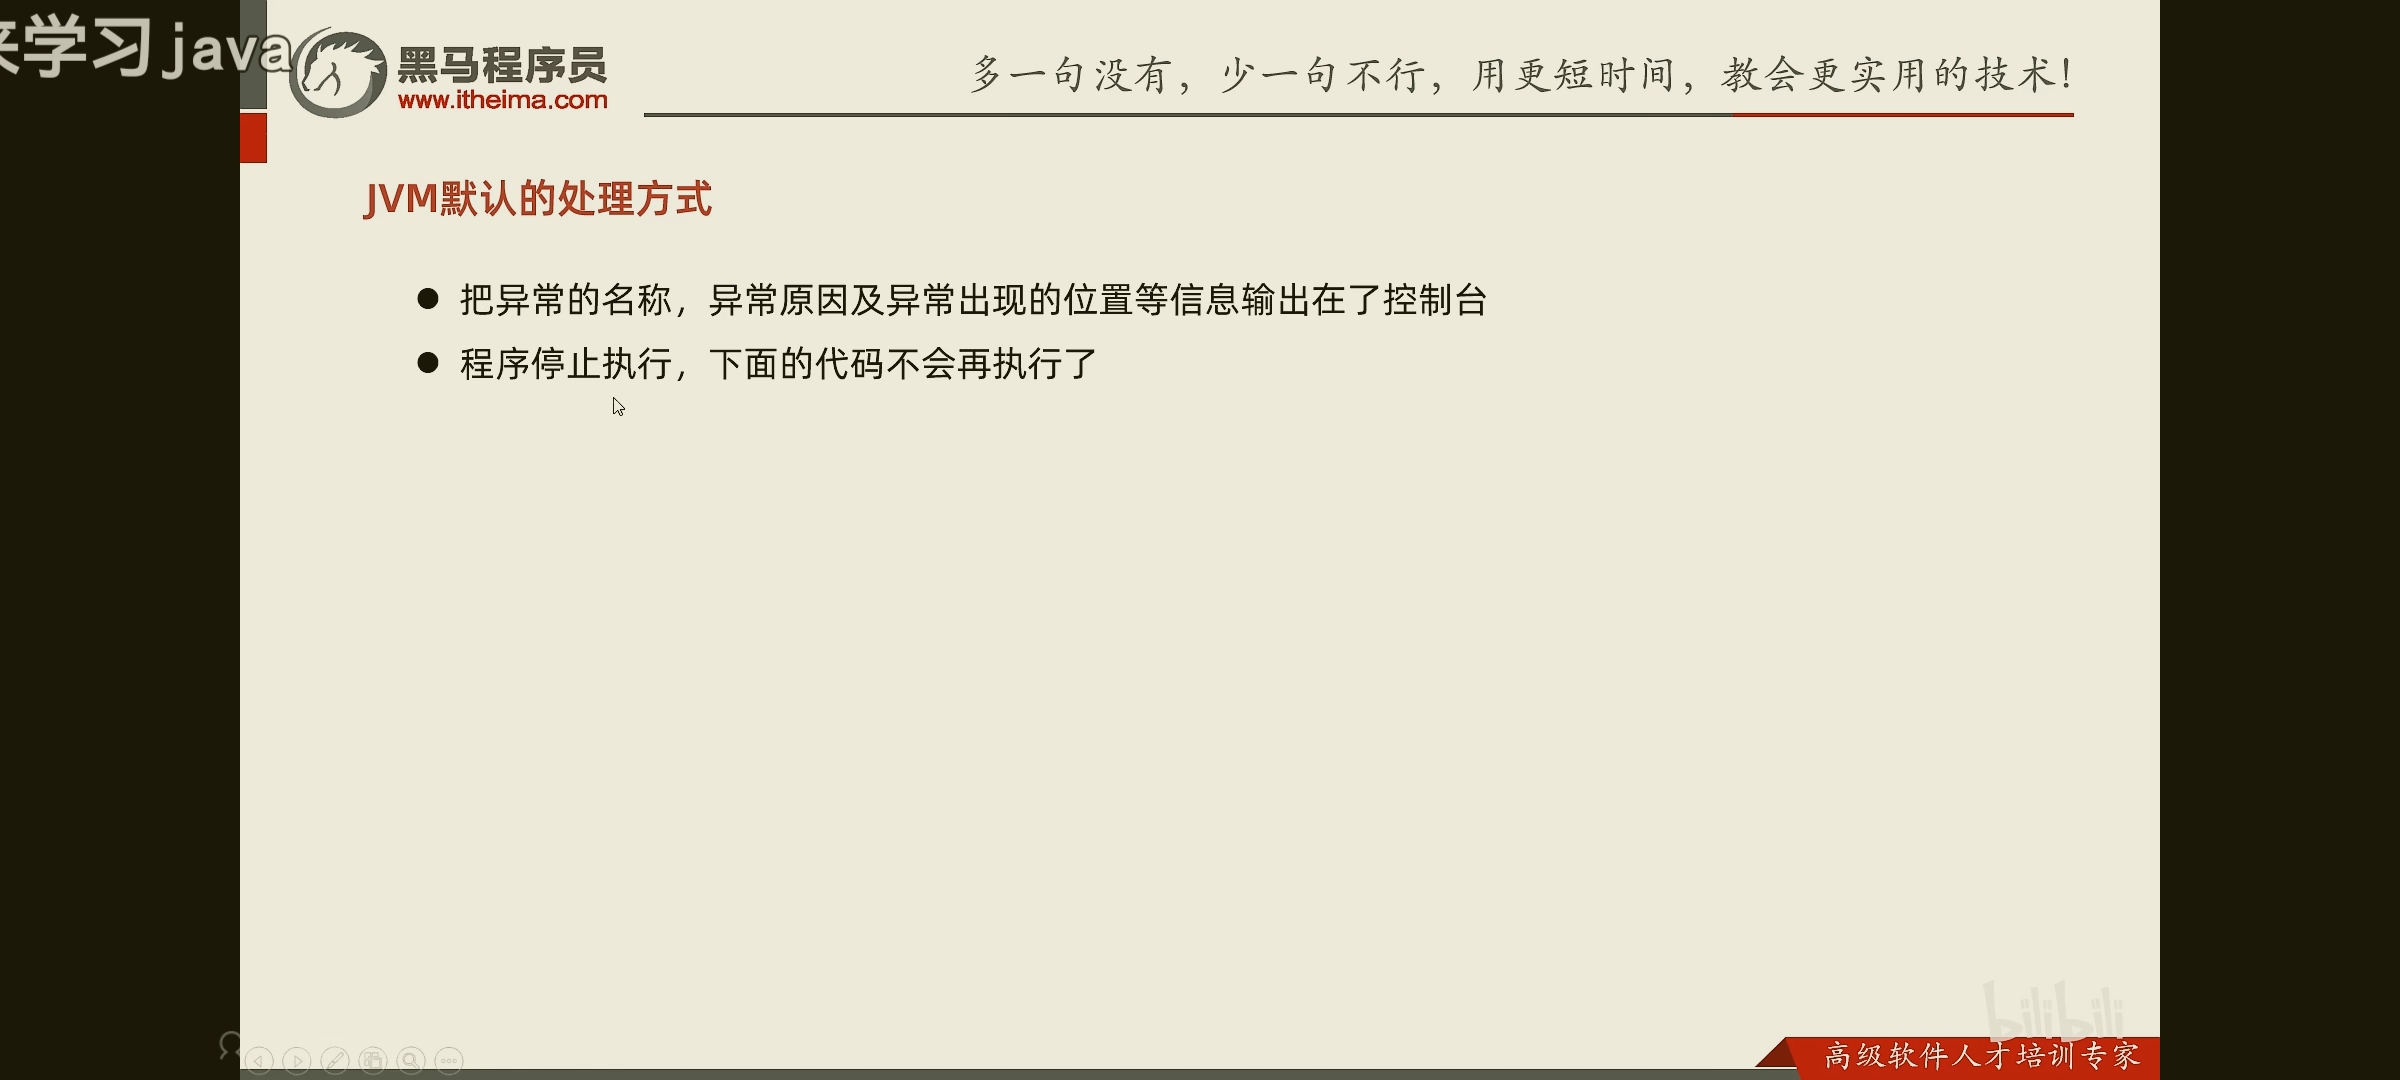 来学习java
黑马程序员
www.itheima.com
多一句没有，少一句不行，用更短时间，教会更实用的技术！
JVM默认的处理方式
● 把异常的名称，异常原因及异常出现的位置等信息输出在了控制台
● 程序停止执行，下面的代码不会再执行了
bilibili
高级软件人才培训专家